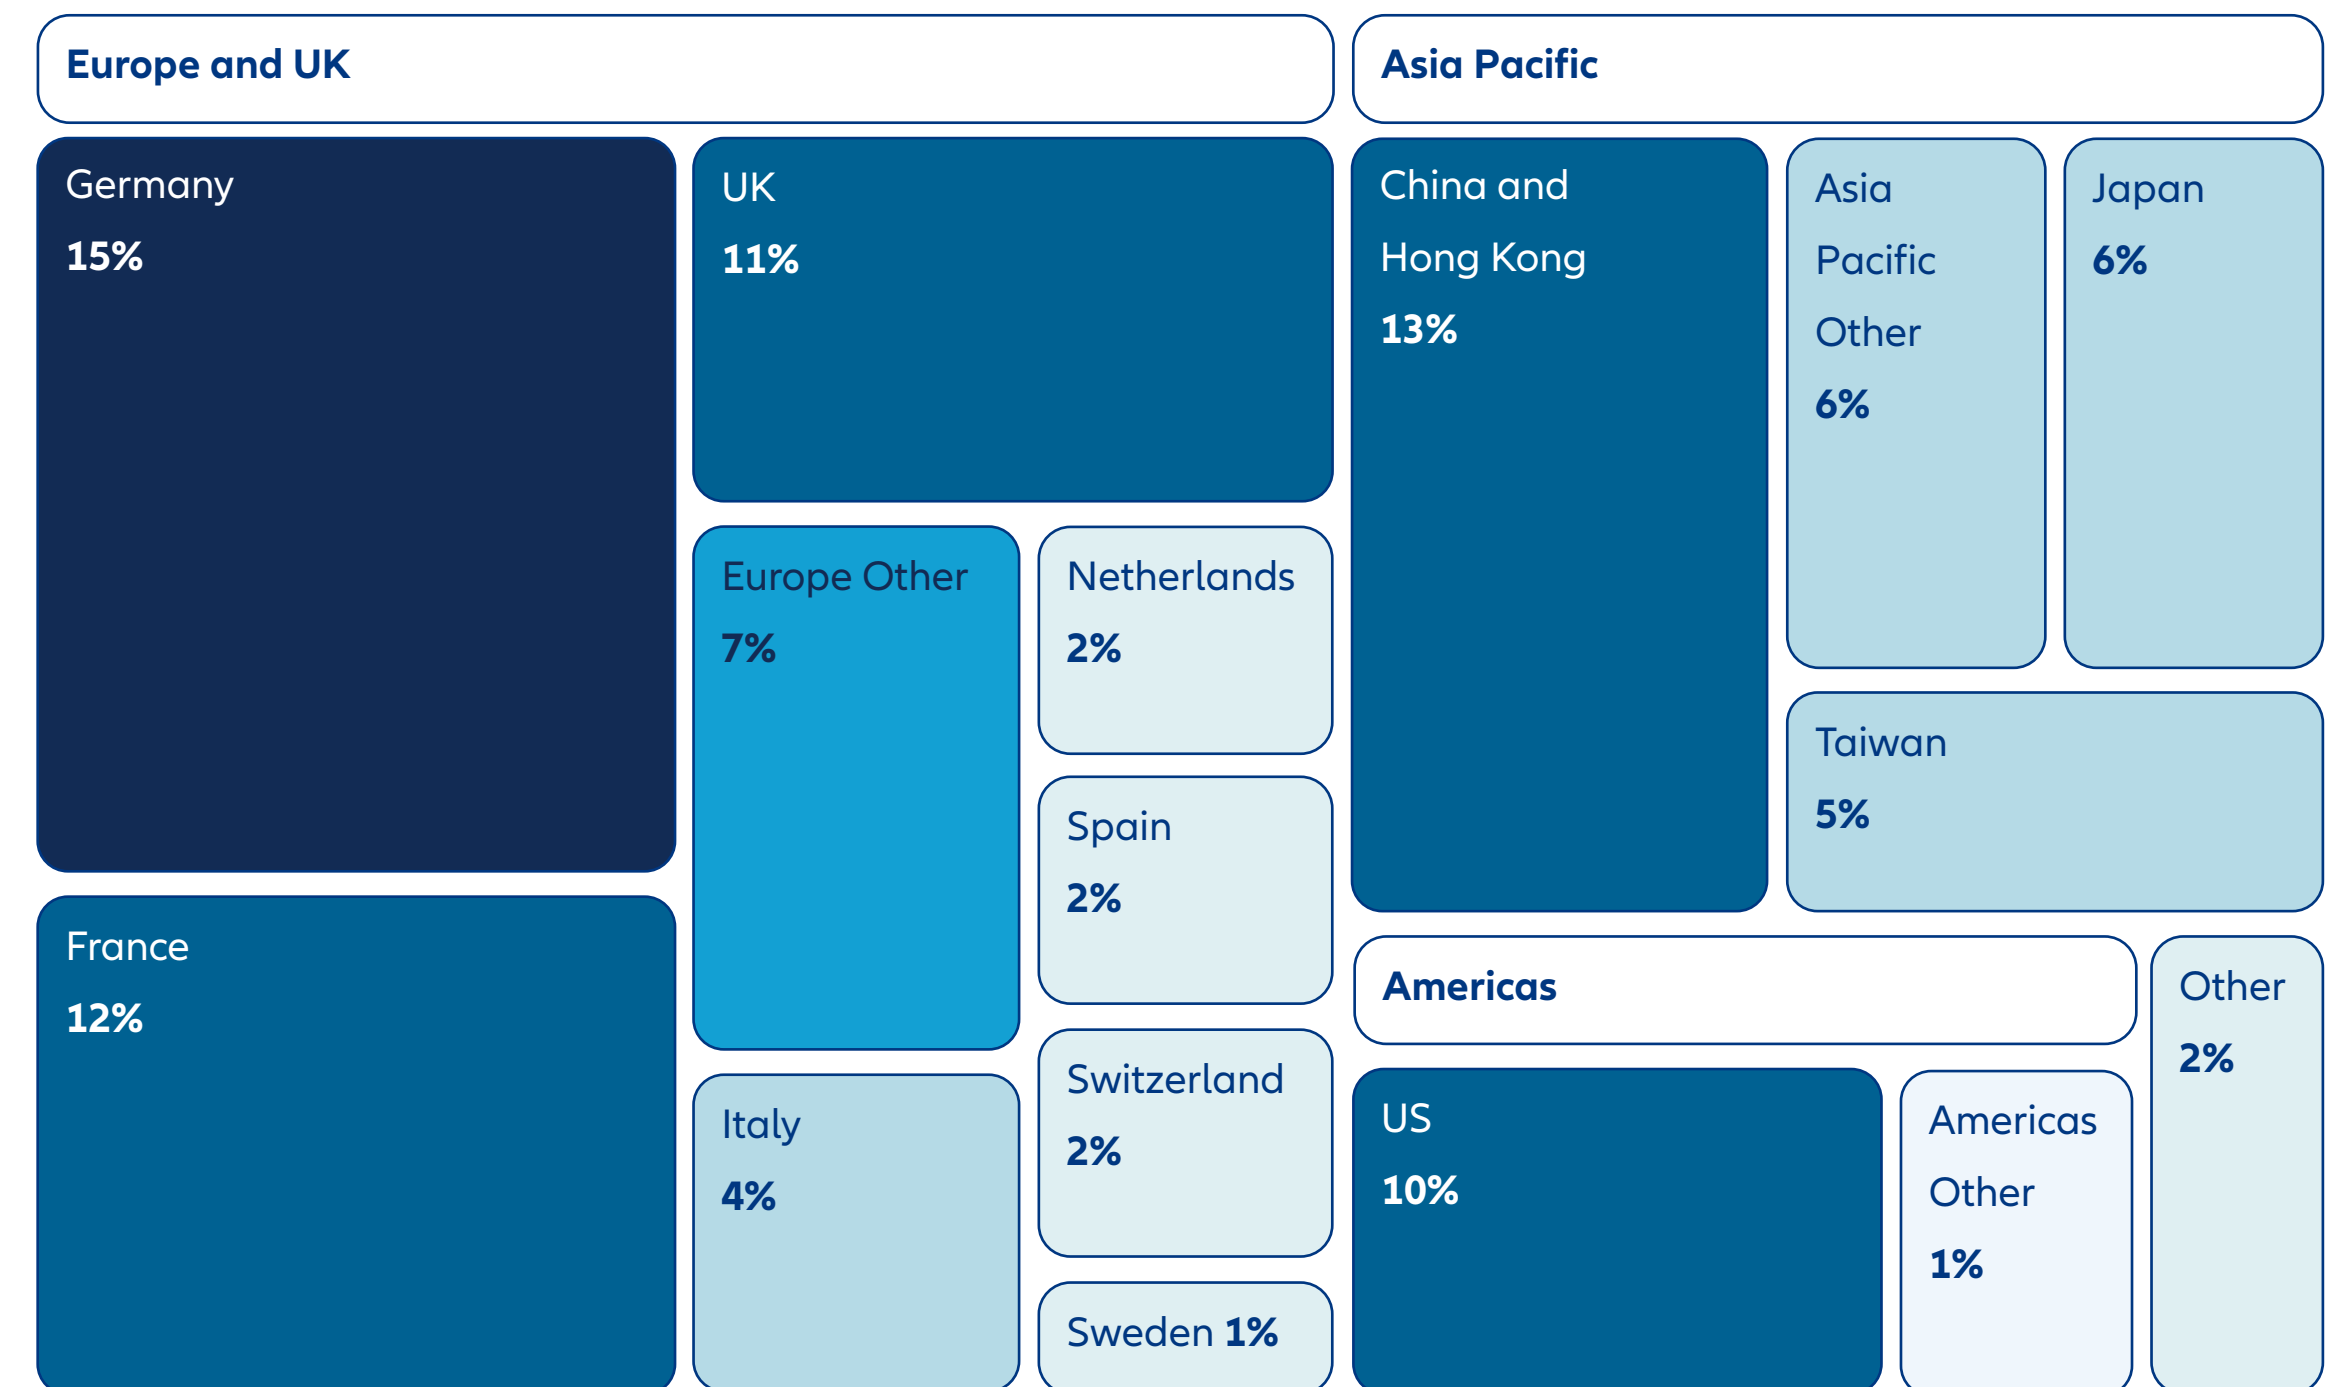 Europe and UK
Germany
15%
France
12%
UK
11%
Europe Other
7%
Italy
4%
Netherlands
2%
Spain
2%
Switzerland
2%
Sweden 1%
Asia Pacific
China and
Hong Kong
13%
Asia
Pacific
Other
6%
Japan
6%
Taiwan
5%
Americas
US
10%
Americas
Other
1%
Other
2%